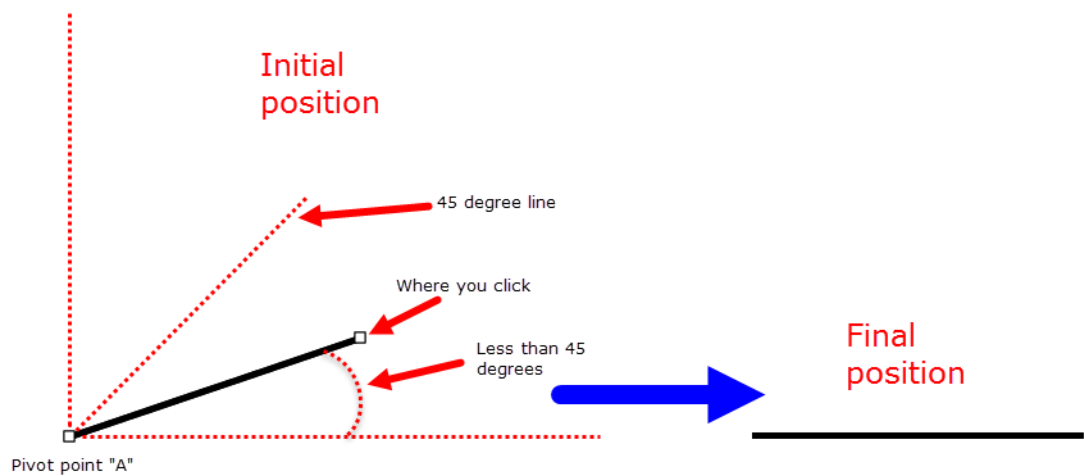 Initial
position
45 degree line
Where you click
Less than 45
degrees
Final
position
Pivot point "A"